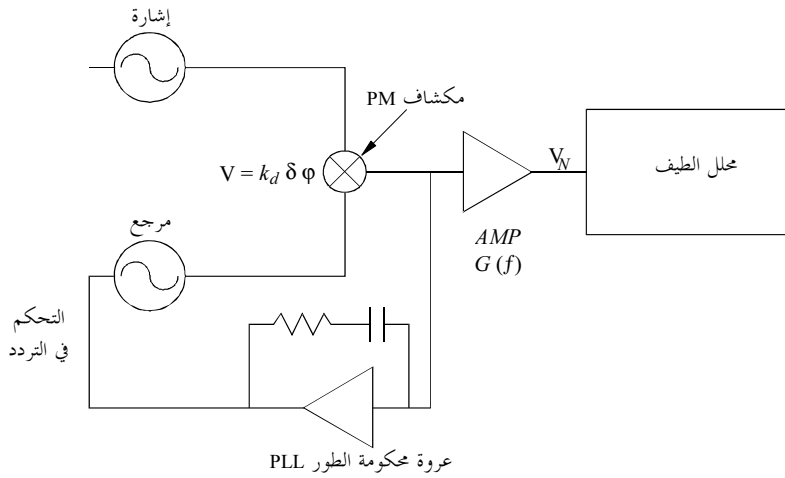 إشارة
مكشاف PM
V = k_d δ φ
V_N
محلل الطيف
مرجع
AMP
G (f)
التحكم
في التردد
عروة محكومة الطور PLL